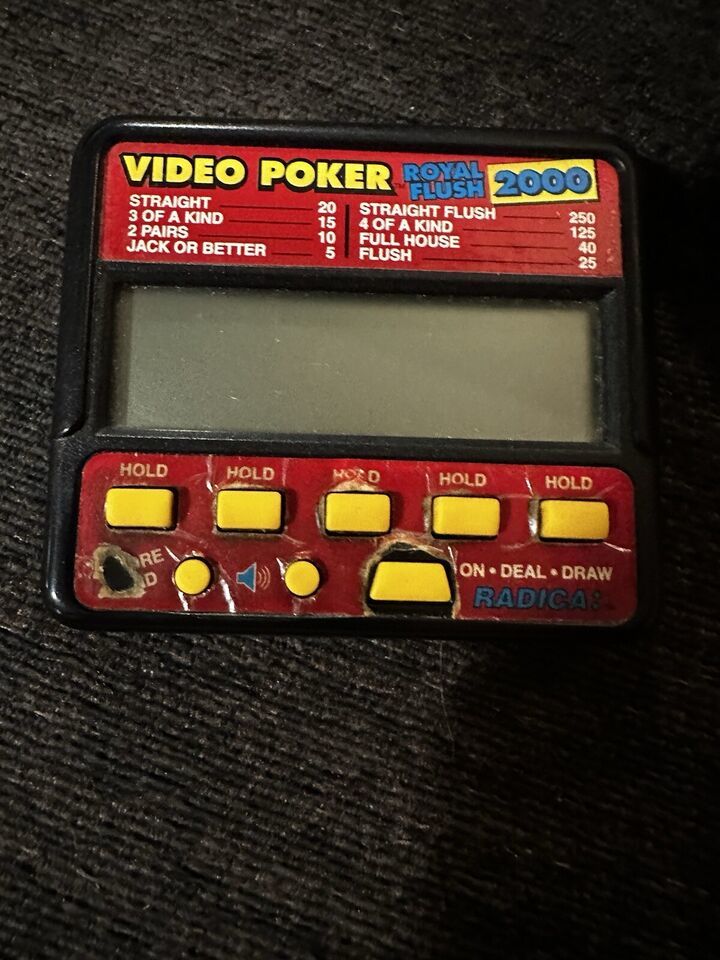 VIDEO POKER™ ROYAL FLUSH 2000
STRAIGHT 20
3 OF A KIND 15
2 PAIRS 10
JACK OR BETTER 5
STRAIGHT FLUSH 250
4 OF A KIND 125
FULL HOUSE 40
FLUSH 25
HOLD HOLD HOLD HOLD HOLD
ON • DEAL • DRAW
RADICA: